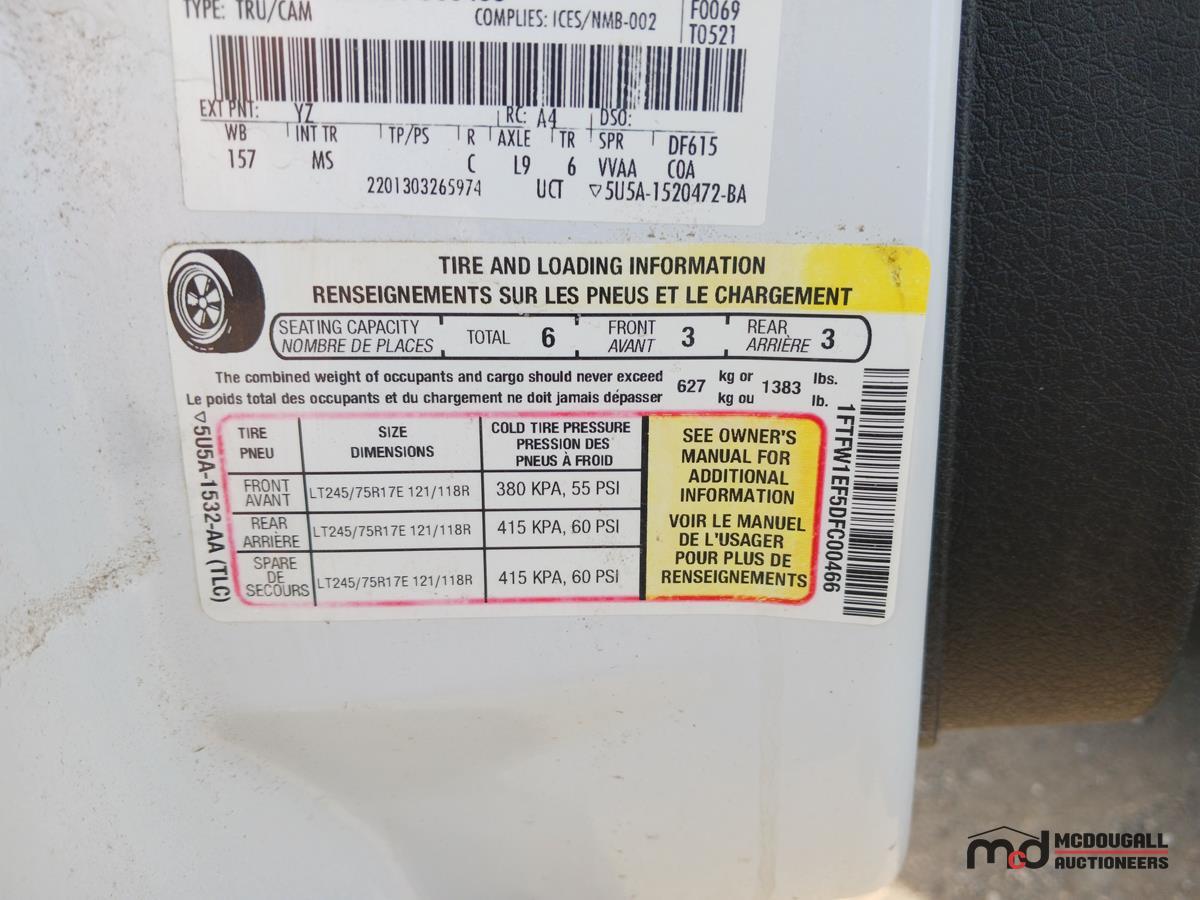 TYPE: TRU/CAM
COMPLIES: ICES/NMB-002
F0069
T0521
EXT PNT: YZ RC: A4 DSO:
WB INT TR TP/PS R AXLE TR SPR DF615
157 MS C L9 6 VVAA COA
2201303265974 UCT ▽5U5A-1520472-BA
TIRE AND LOADING INFORMATION
RENSEIGNEMENTS SUR LES PNEUS ET LE CHARGEMENT
SEATING CAPACITY
NOMBRE DE PLACES
TOTAL 6
FRONT
AVANT 3
REAR
ARRIÈRE 3
The combined weight of occupants and cargo should never exceed
Le poids total des occupants et du chargement ne doit jamais dépasser
627 kg or 1383 lbs.
kg ou lb.
TIRE
PNEU
SIZE
DIMENSIONS
COLD TIRE PRESSURE
PRESSION DES
PNEUS À FROID
FRONT
AVANT
LT245/75R17E 121/118R
380 KPA, 55 PSI
REAR
ARRIÈRE
LT245/75R17E 121/118R
415 KPA, 60 PSI
SPARE
DE
SECOURS
LT245/75R17E 121/118R
415 KPA, 60 PSI
SEE OWNER'S
MANUAL FOR
ADDITIONAL
INFORMATION
VOIR LE MANUEL
DE L'USAGER
POUR PLUS DE
RENSEIGNEMENTS
▽5U5A-1532-AA (TLC)
1FTFW1EF5DFC00466
mcd MCDOUGALL
AUCTIONEERS